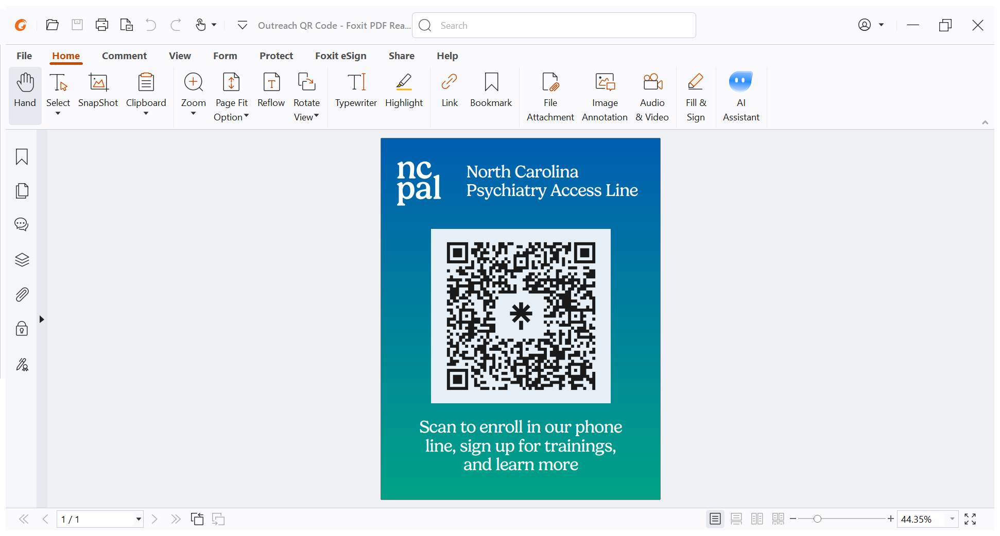 Outreach QR Code - Foxit PDF Rea...
Search
File Home Comment View Form Protect Foxit eSign Share Help
Hand
Select
SnapShot
Clipboard
Zoom
Page Fit
Option
Reflow
Rotate
View
Typewriter
Highlight
Link
Bookmark
File
Attachment
Image
Annotation
Audio
& Video
Fill &
Sign
AI
Assistant
nc
pal
North Carolina
Psychiatry Access Line
Scan to enroll in our phone
line, sign up for trainings,
and learn more
1 / 1
44.35%